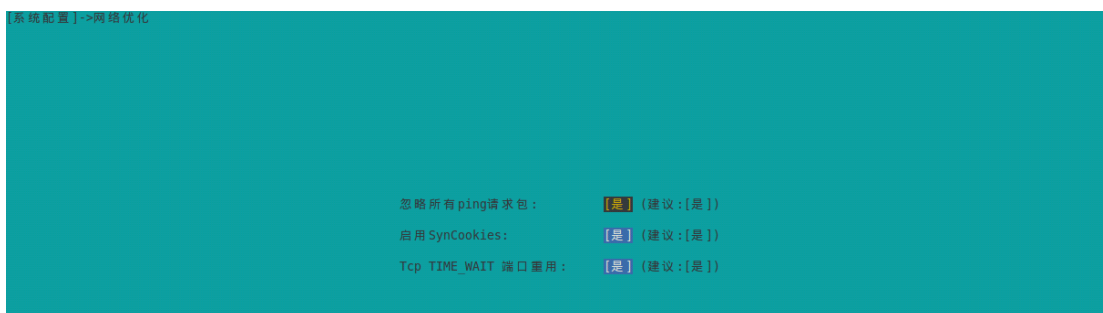 [系统配置]->网络优化
忽略所有ping请求包: [是] (建议:[是])
启用SynCookies: [是] (建议:[是])
Tcp TIME_WAIT 端口重用: [是] (建议:[是])